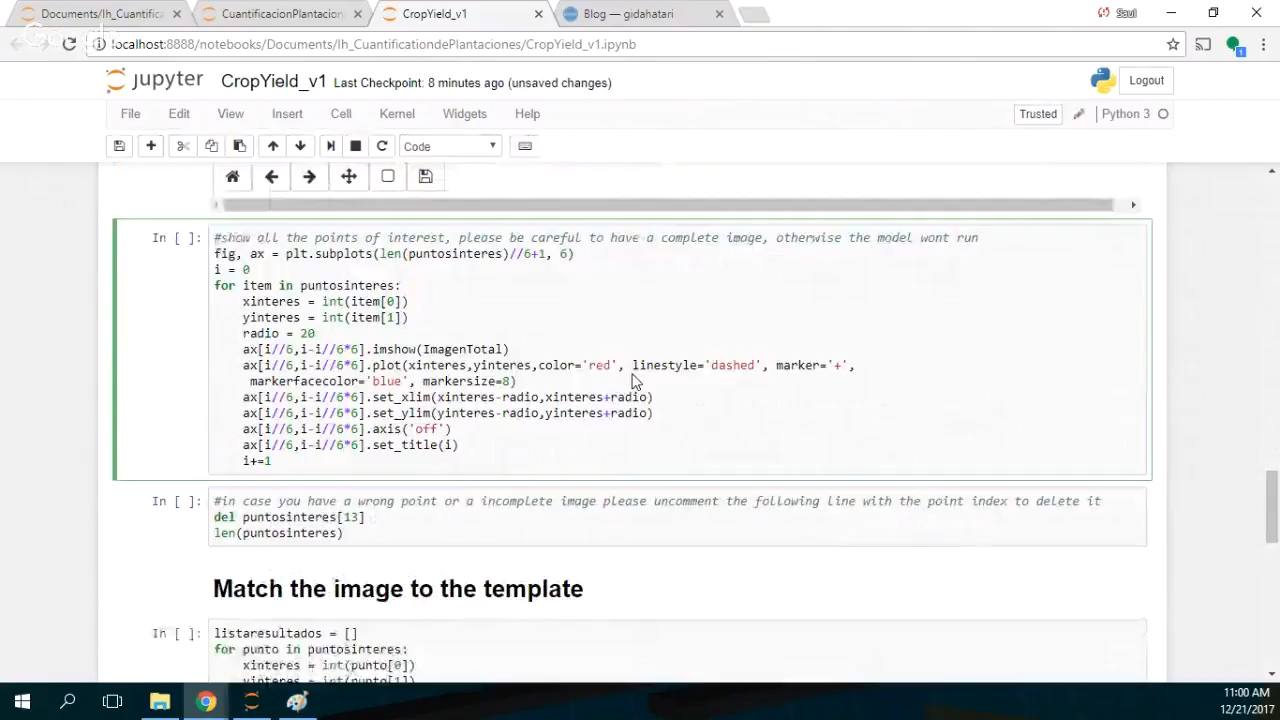 Documents/Ih_Cuantifica
CuantificacionPlantacion
CropYield_v1
Blog — gidahatari
Saul
localhost:8888/notebooks/Documents/Ih_CuantificaciondePlantaciones/CropYield_v1.ipynb
jupyter CropYield_v1 Last Checkpoint: 8 minutes ago (unsaved changes)
Logout
File Edit View Insert Cell Kernel Widgets Help
Trusted Python 3
Code
In [ ]: #show all the points of interest, please be careful to have a complete image, otherwise the model wont run
fig, ax = plt.subplots(len(puntosinteres)//6+1, 6)
i = 0
for item in puntosinteres:
xinteres = int(item[0])
yinteres = int(item[1])
radio = 20
ax[i//6,i-i//6*6].imshow(ImagenTotal)
ax[i//6,i-i//6*6].plot(xinteres,yinteres,color='red', linestyle='dashed', marker='+',
markerfacecolor='blue', markersize=8)
ax[i//6,i-i//6*6].set_xlim(xinteres-radio,xinteres+radio)
ax[i//6,i-i//6*6].set_ylim(yinteres-radio,yinteres+radio)
ax[i//6,i-i//6*6].axis('off')
ax[i//6,i-i//6*6].set_title(i)
i+=1
In [ ]: #in case you have a wrong point or a incomplete image please uncomment the following line with the point index to delete it
del puntosinteres[13]
len(puntosinteres)
Match the image to the template
In [ ]: listaresultados = []
for punto in puntosinteres:
xinteres = int(punto[0])
yinteres = int(punto[1])
11:00 AM
12/21/2017